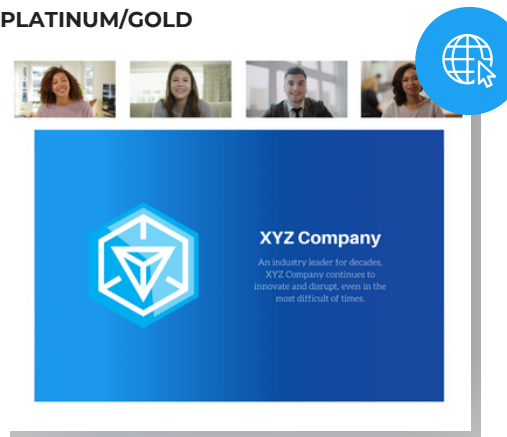 PLATINUM/GOLD
XYZ Company
An industry leader for decades,
XYZ Company continues to
innovate and disrupt, even in the
most difficult of times.